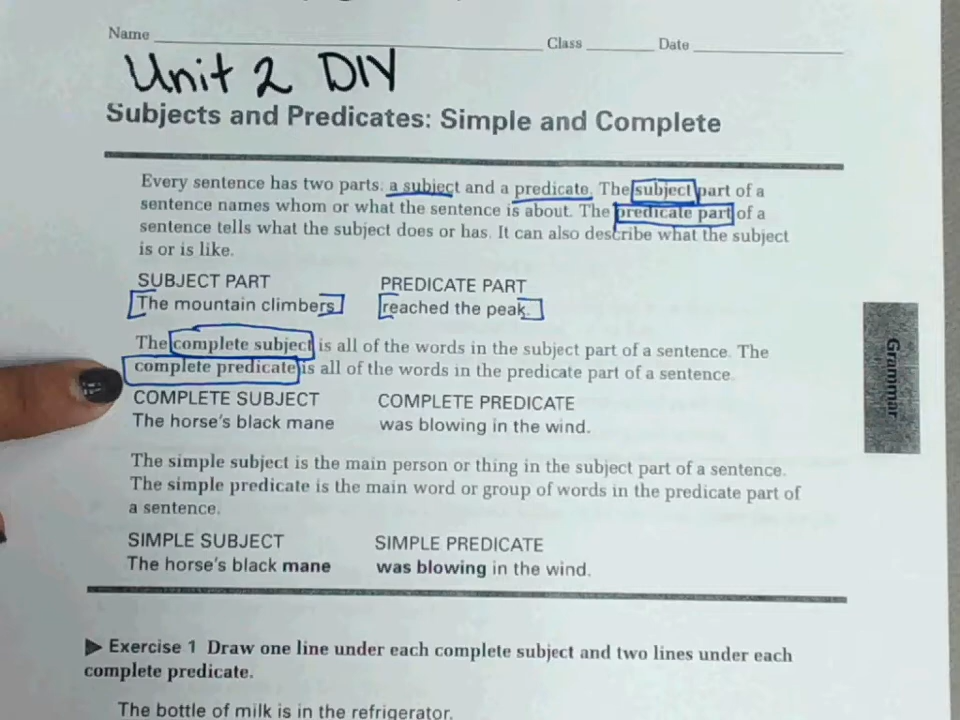 Name Class Date
Unit 2 DIY
Subjects and Predicates: Simple and Complete
Every sentence has two parts: a subject and a predicate. The subject part of a
sentence names whom or what the sentence is about. The predicate part of a
sentence tells what the subject does or has. It can also describe what the subject
is or is like.
SUBJECT PART PREDICATE PART
The mountain climbers reached the peak.
The complete subject is all of the words in the subject part of a sentence. The
complete predicate is all of the words in the predicate part of a sentence.
COMPLETE SUBJECT COMPLETE PREDICATE
The horse's black mane was blowing in the wind.
The simple subject is the main person or thing in the subject part of a sentence.
The simple predicate is the main word or group of words in the predicate part of
a sentence.
SIMPLE SUBJECT SIMPLE PREDICATE
The horse's black mane was blowing in the wind.
Grammar
▶ Exercise 1 Draw one line under each complete subject and two lines under each
complete predicate.
The bottle of milk is in the refrigerator.